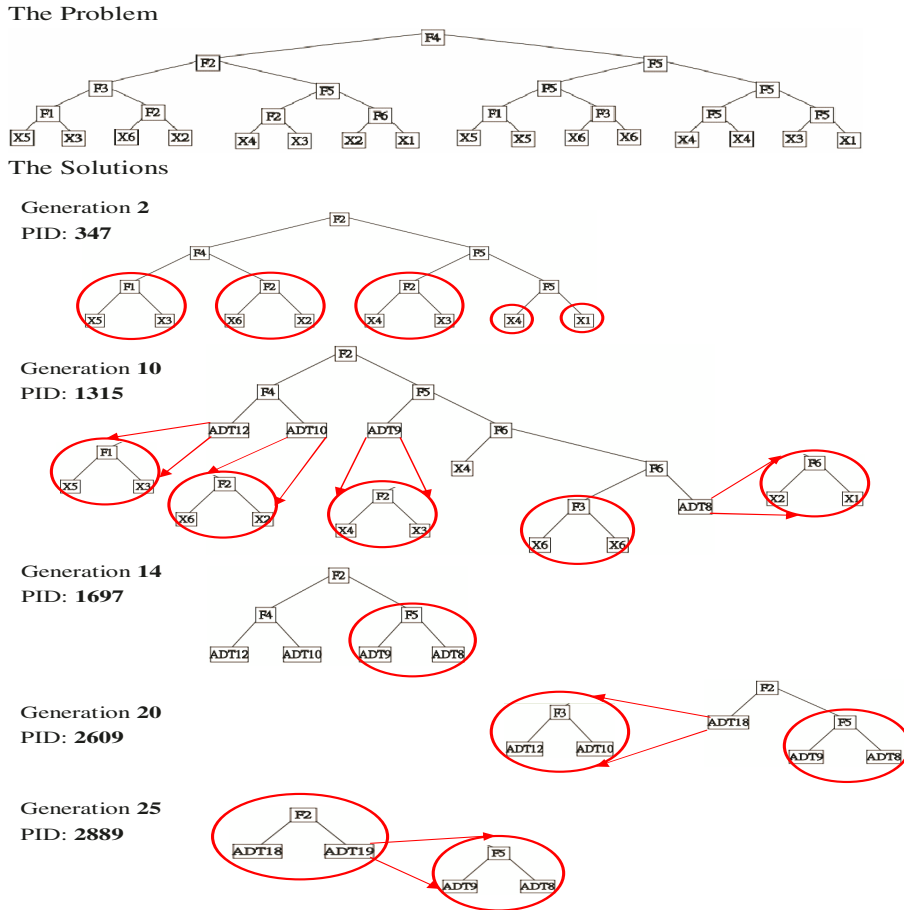 The Problem
F4
F2 F5
F3 F5 F5 F5
F1 F2 F2 F6 F1 F3 F5 F5
X5 X3 X6 X2 X4 X3 X2 X1 X5 X5 X6 X6 X4 X4 X3 X1
The Solutions
Generation 2
PID: 347
F2
F4 F5
F1 F2 F2 F5
X5 X3 X6 X2 X4 X3 X4 X1
Generation 10
PID: 1315
F2
F4 F5
ADT12 ADT10 ADT9 F6
F1 X4 F6 F6
X5 X3 F2 F2 F3 ADT8 X2 X1
X6 X2 X4 X3 X6 X6
Generation 14
PID: 1697
F2
F4 F5
ADT12 ADT10 ADT9 ADT8
Generation 20
PID: 2609
F2
F3 ADT18 F5
ADT12 ADT10 ADT9 ADT8
Generation 25
PID: 2889
F2
ADT18 ADT19 F5
ADT9 ADT8